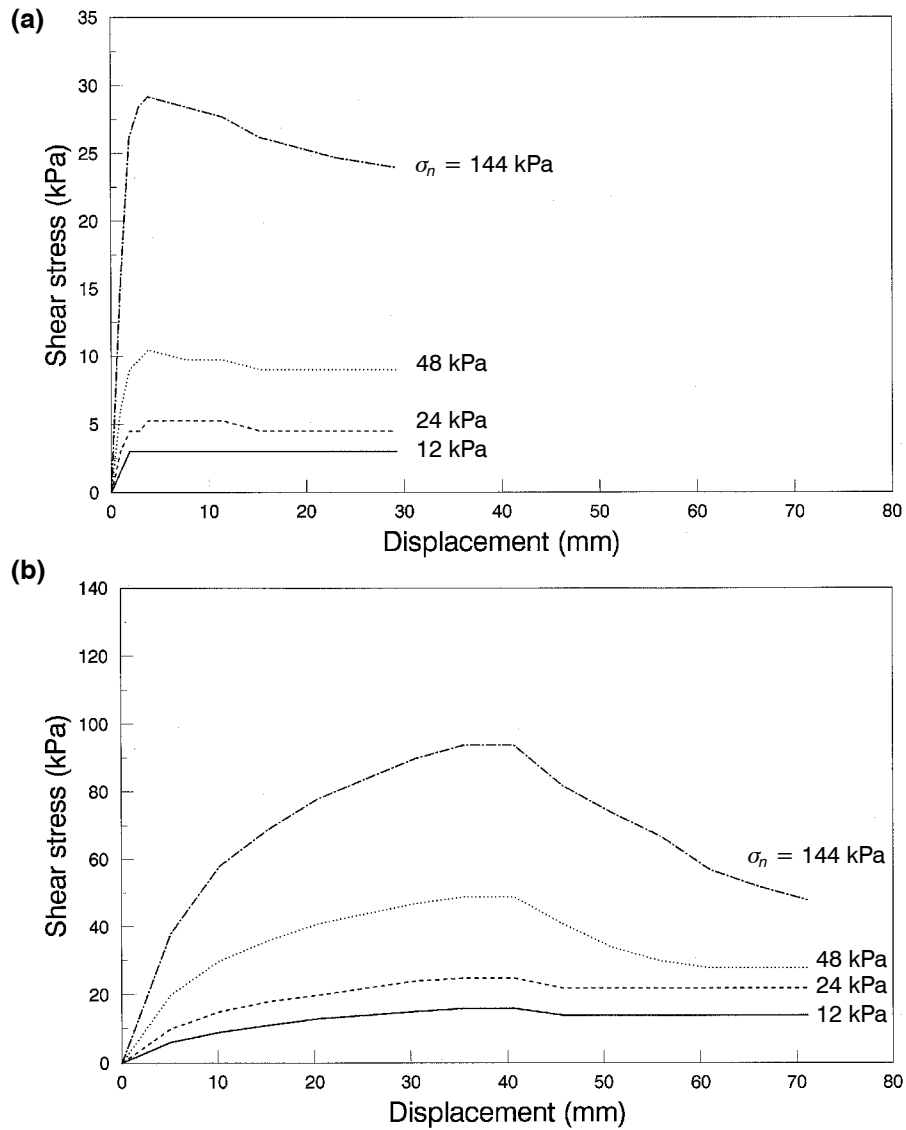 (a)
35
30
25
20
15
10
5
0
Shear stress (kPa)
σn = 144 kPa
48 kPa
24 kPa
12 kPa
0 10 20 30 40 50 60 70 80
Displacement (mm)
(b)
140
120
100
80
60
40
20
0
Shear stress (kPa)
σn = 144 kPa
48 kPa
24 kPa
12 kPa
0 10 20 30 40 50 60 70 80
Displacement (mm)